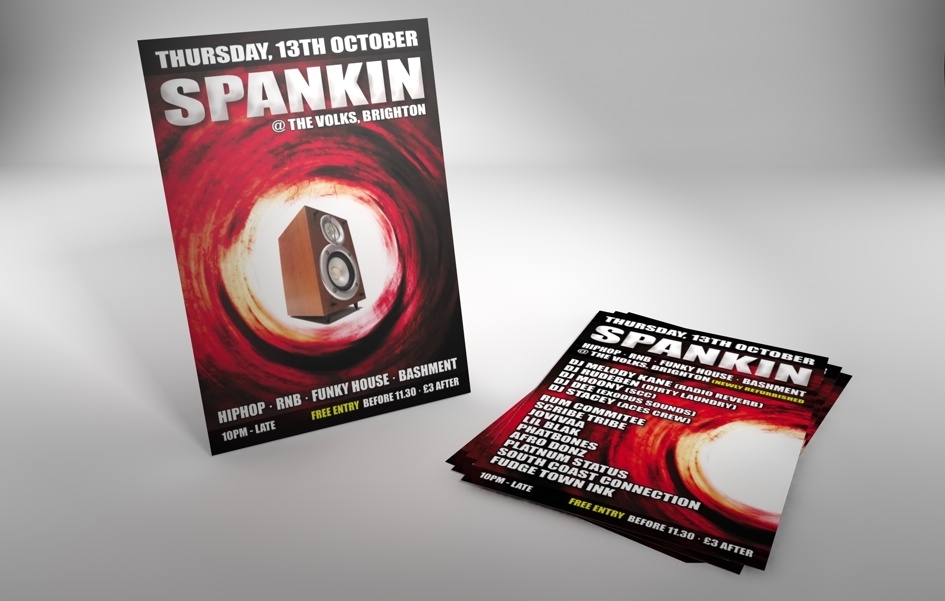 THURSDAY, 13TH OCTOBER
SPANKIN
@ THE VOLKS, BRIGHTON
HIPHOP · RNB · FUNKY HOUSE · BASHMENT
10PM - LATE
FREE ENTRY BEFORE 11.30 · £3 AFTER
THURSDAY, 13TH OCTOBER
SPANKIN
HIPHOP · RNB · FUNKY HOUSE · BASHMENT
@ THE VOLKS, BRIGHTON (NEWLY REFURBISHED
DJ MELODY KANE (RADIO REVERB)
DJ RUDEBEN (DIRTY LAUNDRY)
DJ MOONY (SCC)
(EXODUS SOUNDS)
DJ STACEY (ACES CREW)
RUM COMMITEE
SCRIBE TRIBE
JOVIVAA
LIL BLAK
PHATBONES
AFRO DONZ
PLATNUM STATUS
SOUTH COAST CONNECTION
FUDGE TOWN INK
10PM - LATE
FREE ENTRY BEFORE 11.30 · £3 AFTER